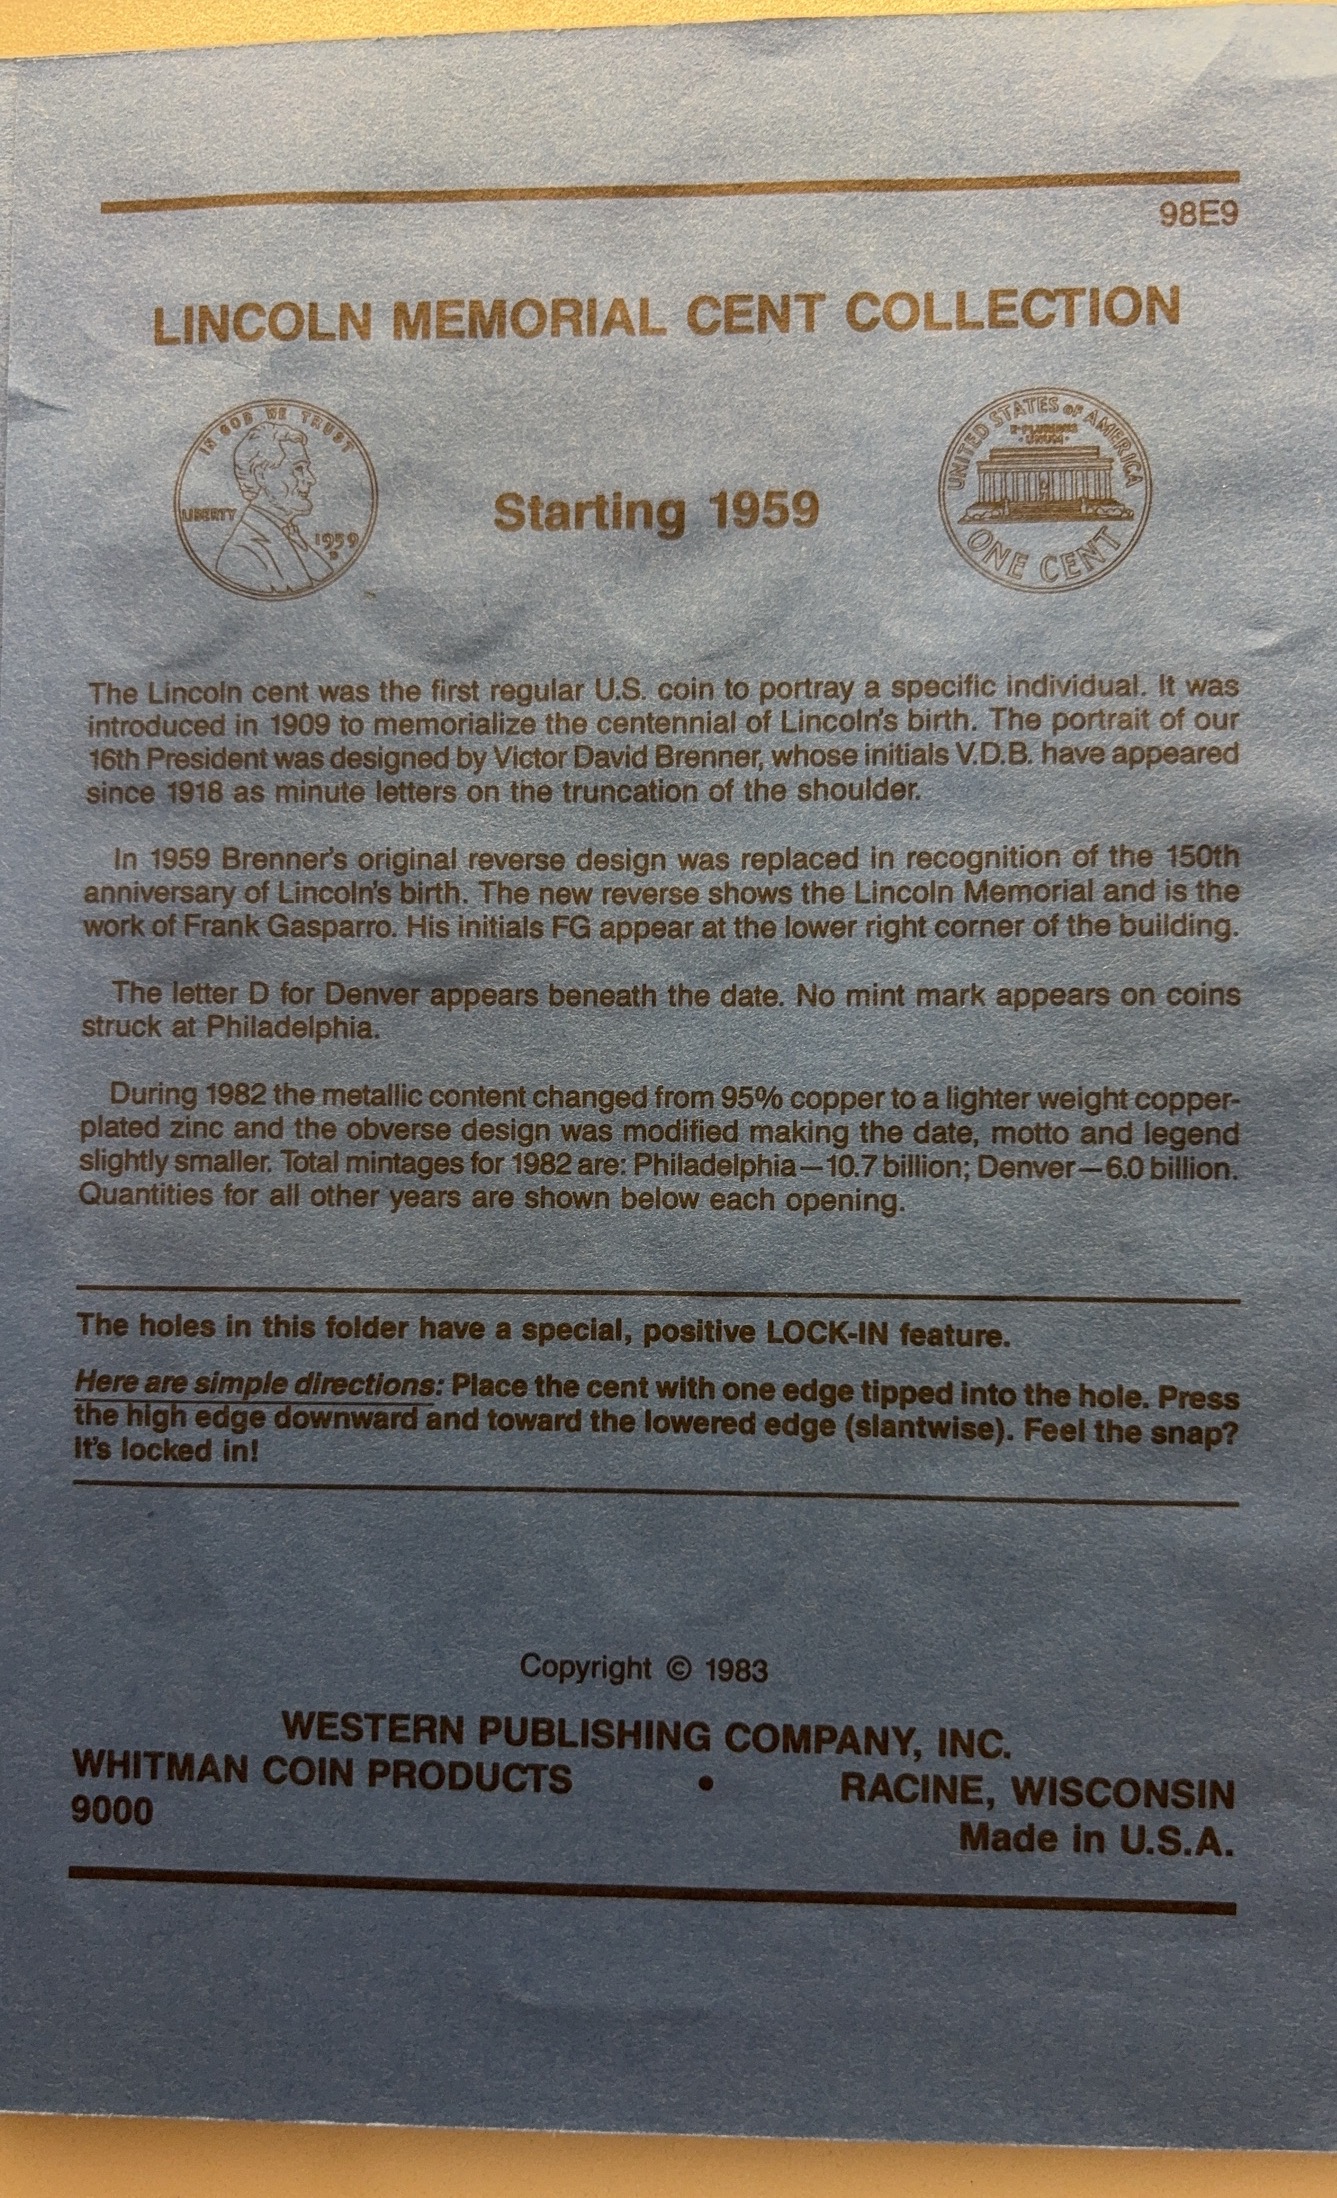 98E9
LINCOLN MEMORIAL CENT COLLECTION
IN GOD WE TRUST
LIBERTY
1959
D
Starting 1959
UNITED STATES of AMERICA
E·PLURIBUS
·UNUM·
ONE CENT
The Lincoln cent was the first regular U.S. coin to portray a specific individual. It was
introduced in 1909 to memorialize the centennial of Lincoln's birth. The portrait of our
16th President was designed by Victor David Brenner, whose initials V.D.B. have appeared
since 1918 as minute letters on the truncation of the shoulder.
In 1959 Brenner's original reverse design was replaced in recognition of the 150th
anniversary of Lincoln's birth. The new reverse shows the Lincoln Memorial and is the
work of Frank Gasparro. His initials FG appear at the lower right corner of the building.
The letter D for Denver appears beneath the date. No mint mark appears on coins
struck at Philadelphia.
During 1982 the metallic content changed from 95% copper to a lighter weight copper-
plated zinc and the obverse design was modified making the date, motto and legend
slightly smaller. Total mintages for 1982 are: Philadelphia—10.7 billion; Denver—6.0 billion.
Quantities for all other years are shown below each opening.
The holes in this folder have a special, positive LOCK-IN feature.
Here are simple directions: Place the cent with one edge tipped into the hole. Press
the high edge downward and toward the lowered edge (slantwise). Feel the snap?
It's locked in!
Copyright © 1983
WESTERN PUBLISHING COMPANY, INC.
WHITMAN COIN PRODUCTS • RACINE, WISCONSIN
9000
Made in U.S.A.